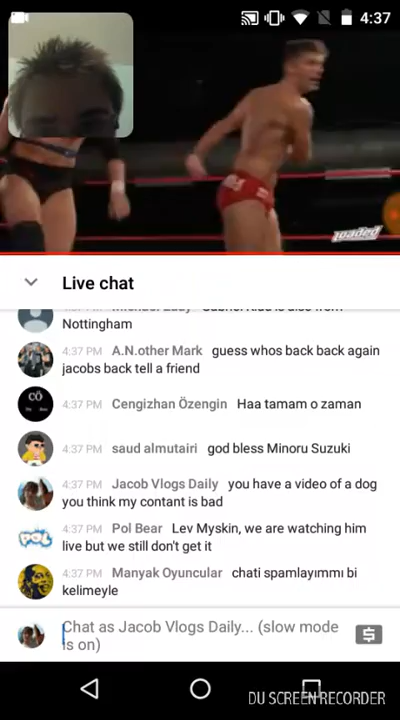 4:37
Loaded
Live chat
Nottingham
4:37 PM A.N.other Mark guess whos back back again
jacobs back tell a friend
CÖ
4:37 PM Cengizhan Özengin Haa tamam o zaman
4:37 PM saud almutairi god bless Minoru Suzuki
4:37 PM Jacob Vlogs Daily you have a video of a dog
you think my contant is bad
POL
4:37 PM Pol Bear Lev Myskin, we are watching him
live but we still don't get it
4:37 PM Manyak Oyuncular chati spamlayımmı bi
kelimeyle
Chat as Jacob Vlogs Daily... (slow mode
is on)
DU SCREEN RECORDER